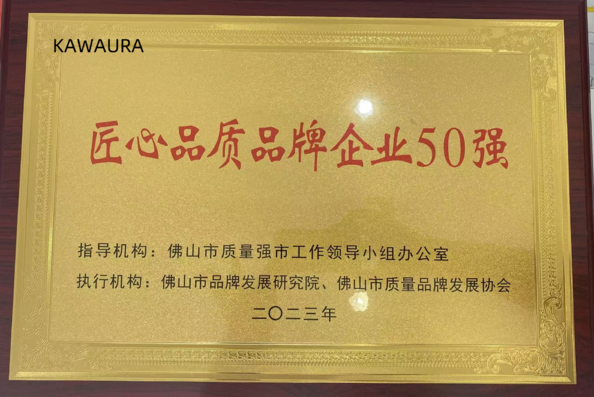 KAWAURA
匠心品质品牌企业50强
指导机构：佛山市质量强市工作领导小组办公室
执行机构：佛山市品牌发展研究院、佛山市质量品牌发展协会
二〇二三年